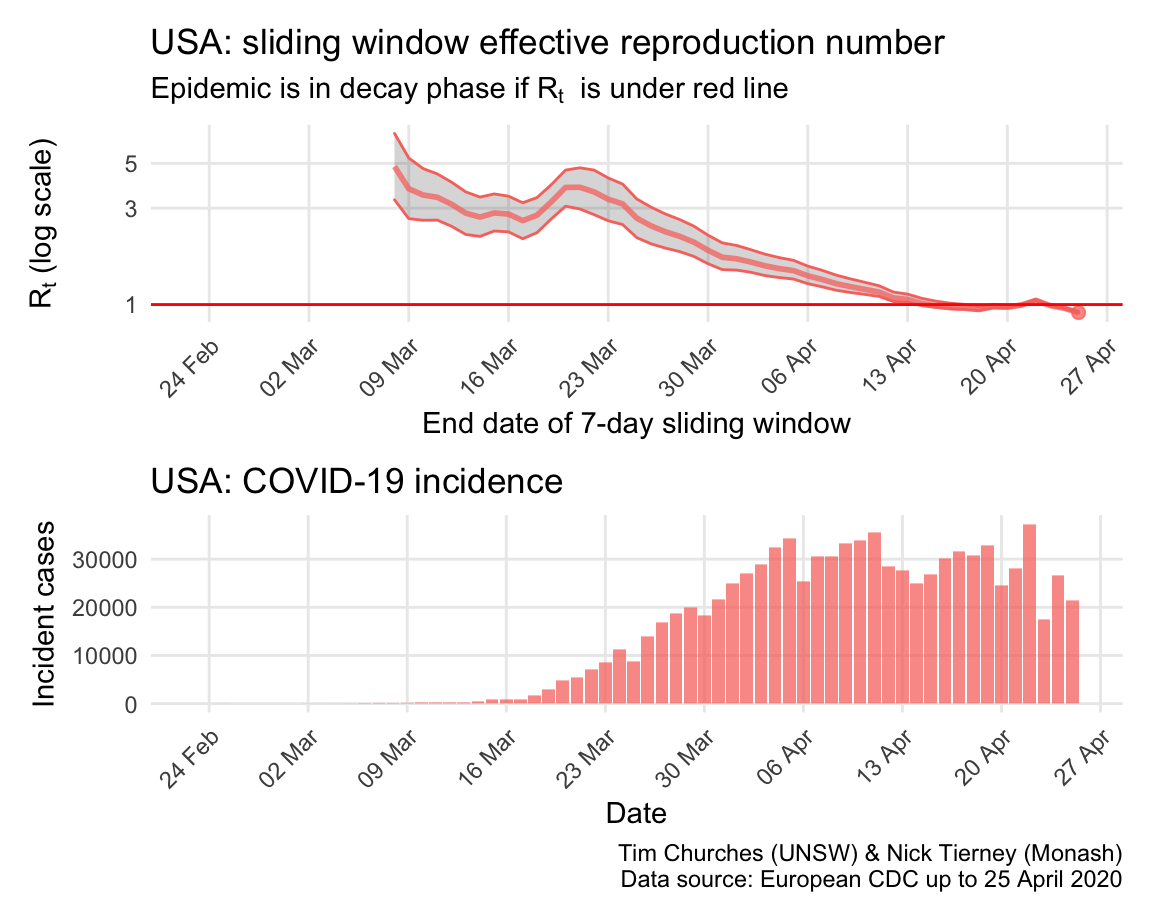 USA: sliding window effective reproduction number
Epidemic is in decay phase if Rt is under red line
Rt (log scale)
5
3
1
24 Feb
02 Mar
09 Mar
16 Mar
23 Mar
30 Mar
06 Apr
13 Apr
20 Apr
27 Apr
End date of 7-day sliding window
USA: COVID-19 incidence
Incident cases
30000
20000
10000
0
24 Feb
02 Mar
09 Mar
16 Mar
23 Mar
30 Mar
06 Apr
13 Apr
20 Apr
27 Apr
Date
Tim Churches (UNSW) & Nick Tierney (Monash)
Data source: European CDC up to 25 April 2020